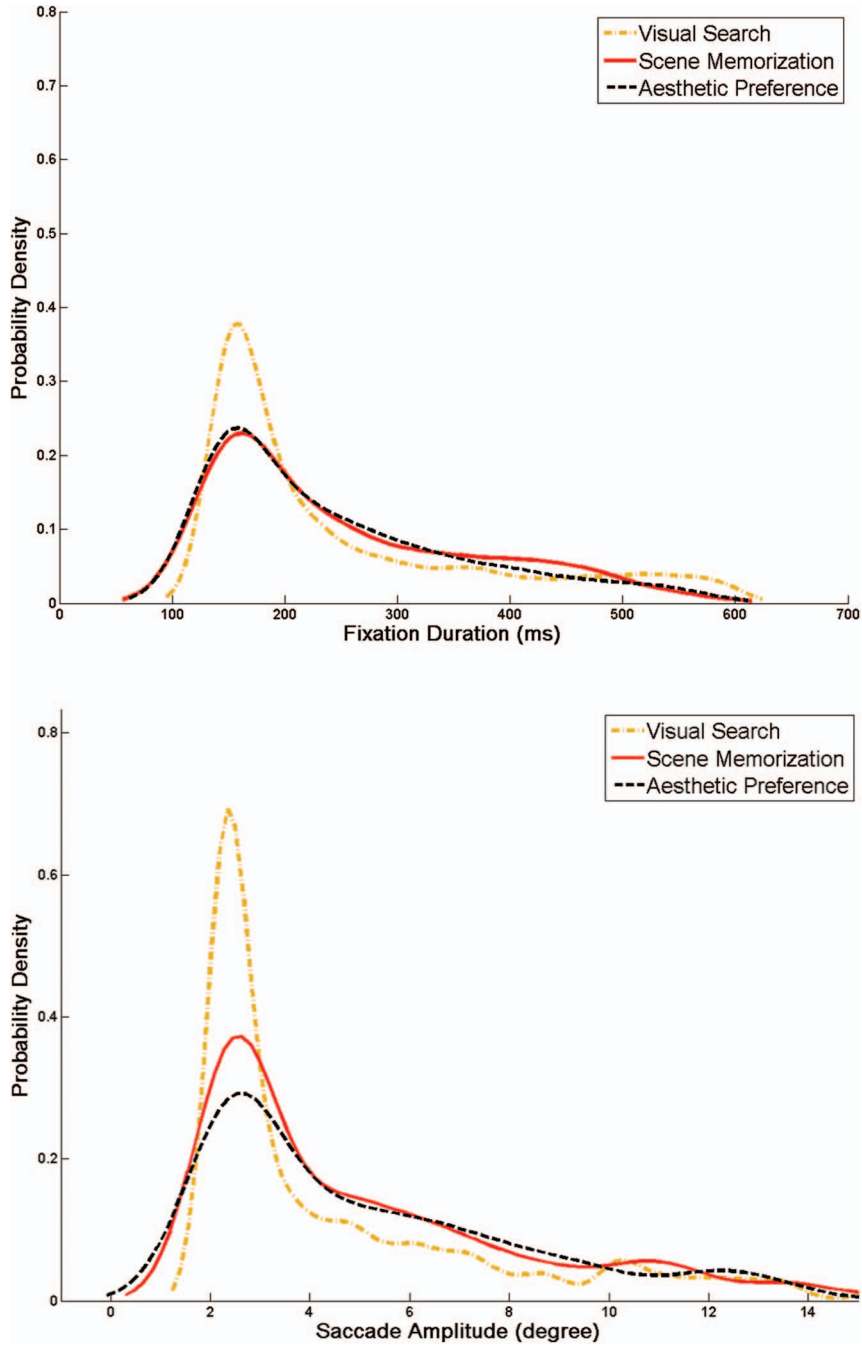 0.8
Visual Search
Scene Memorization
Aesthetic Preference
0.7
0.6
0.5
0.4
0.3
0.2
0.1
0
Probability Density
0 100 200 300 400 500 600 700
Fixation Duration (ms)
Visual Search
Scene Memorization
Aesthetic Preference
0.8
0.6
0.4
0.2
0
Probability Density
0 2 4 6 8 10 12 14
Saccade Amplitude (degree)